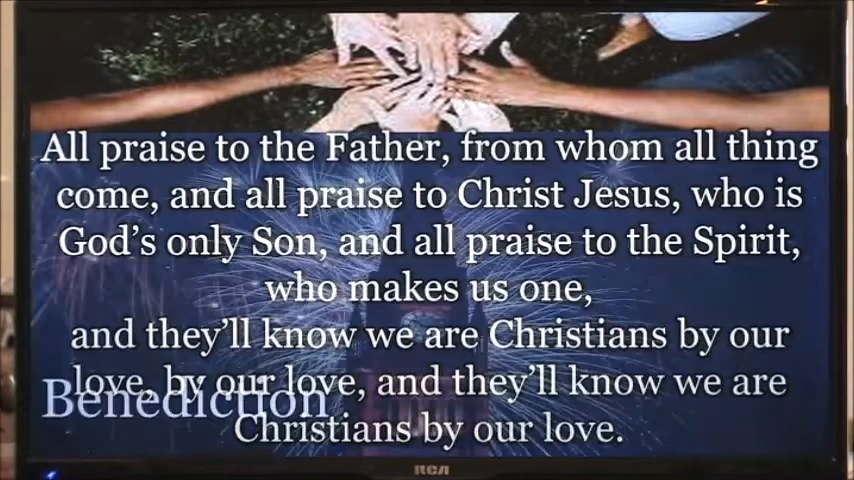 All praise to the Father, from whom all thing
come, and all praise to Christ Jesus, who is
God's only Son, and all praise to the Spirit,
who makes us one,
and they'll know we are Christians by our
love, by our love, and they'll know we are
Benediction
Christians by our love.
RCA